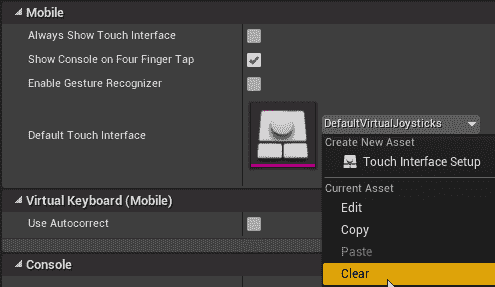 Mobile
Always Show Touch Interface
Show Console on Four Finger Tap
Enable Gesture Recognizer
Default Touch Interface
DefaultVirtualJoysticks
Create New Asset
Touch Interface Setup
Current Asset
Edit
Copy
Paste
Clear
Virtual Keyboard (Mobile)
Use Autocorrect
Console